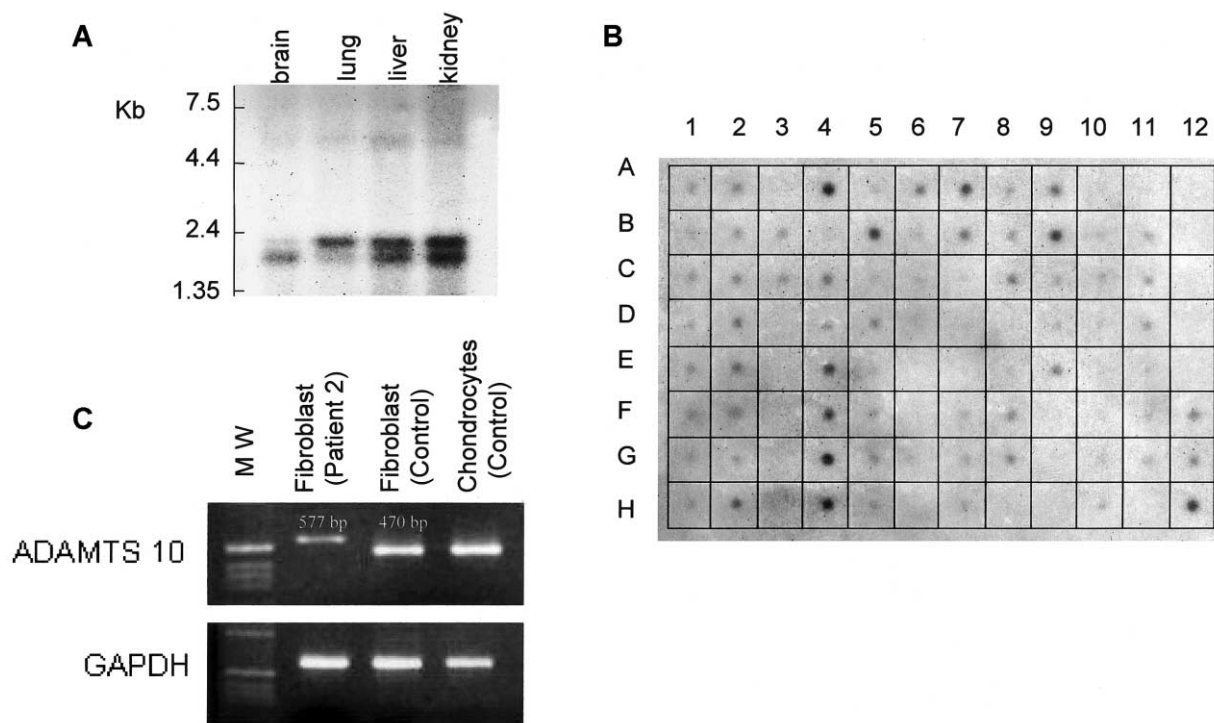 A
brain lung liver kidney
Kb
7.5
4.4
2.4
1.35
B
1 2 3 4 5 6 7 8 9 10 11 12
A
B
C
D
E
F
G
H
C
M W
Fibroblast
(Patient 2)
Fibroblast
(Control)
Chondrocytes
(Control)
577 bp 470 bp
ADAMTS 10
GAPDH